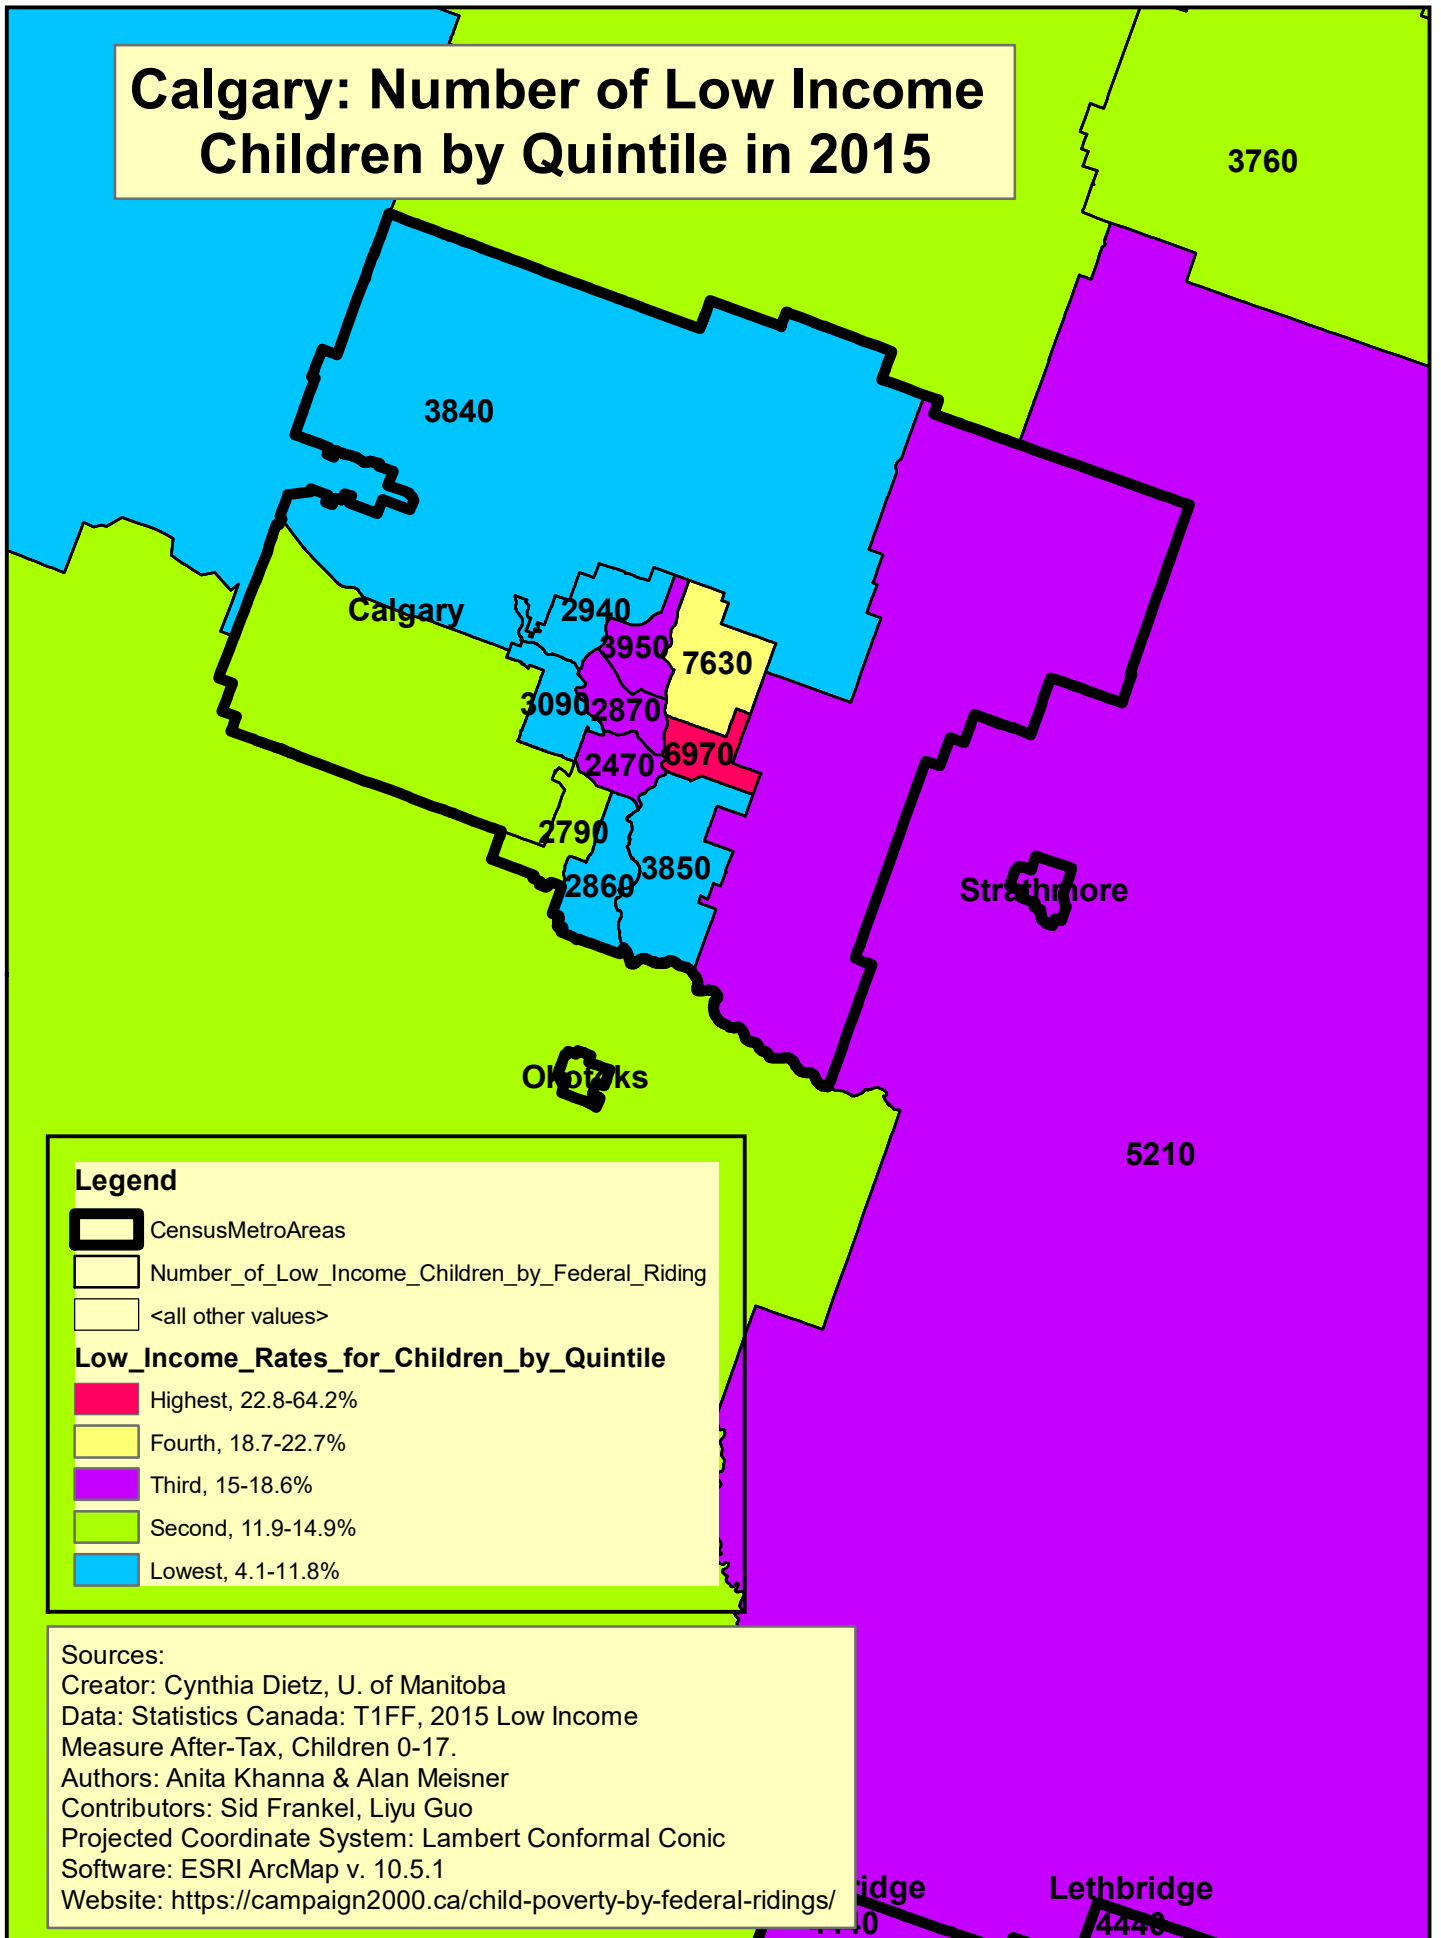 Calgary: Number of Low Income
Children by Quintile in 2015
3760
3840
Calgary
2940
3950
7630
3090
2870
6970
2470
2790
3850
2860
Strathmore
Okotoks
5210
Legend
CensusMetroAreas
Number_of_Low_Income_Children_by_Federal_Riding
<all other values>
Low_Income_Rates_for_Children_by_Quintile
Highest, 22.8-64.2%
Fourth, 18.7-22.7%
Third, 15-18.6%
Second, 11.9-14.9%
Lowest, 4.1-11.8%
Sources:
Creator: Cynthia Dietz, U. of Manitoba
Data: Statistics Canada: T1FF, 2015 Low Income
Measure After-Tax, Children 0-17.
Authors: Anita Khanna & Alan Meisner
Contributors: Sid Frankel, Liyu Guo
Projected Coordinate System: Lambert Conformal Conic
Software: ESRI ArcMap v. 10.5.1
Website: https://campaign2000.ca/child-poverty-by-federal-ridings/
idge
Lethbridge
4440